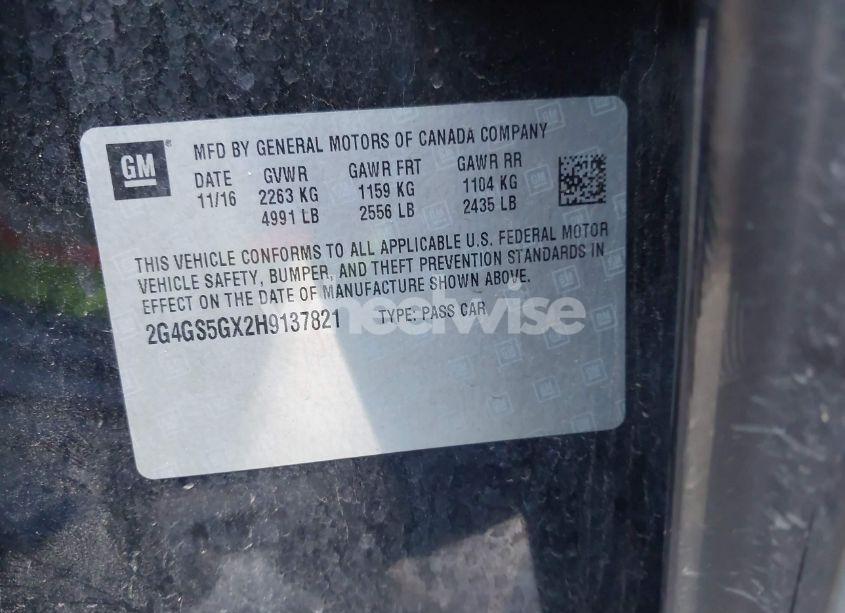 GM
MFD BY GENERAL MOTORS OF CANADA COMPANY
DATE GVWR GAWR FRT GAWR RR
11/16 2263 KG 1159 KG 1104 KG
4991 LB 2556 LB 2435 LB
THIS VEHICLE CONFORMS TO ALL APPLICABLE U.S. FEDERAL MOTOR
VEHICLE SAFETY, BUMPER, AND THEFT PREVENTION STANDARDS IN
EFFECT ON THE DATE OF MANUFACTURE SHOWN ABOVE.
2G4GS5GX2H9137821 TYPE: PASS CAR
wheelwise